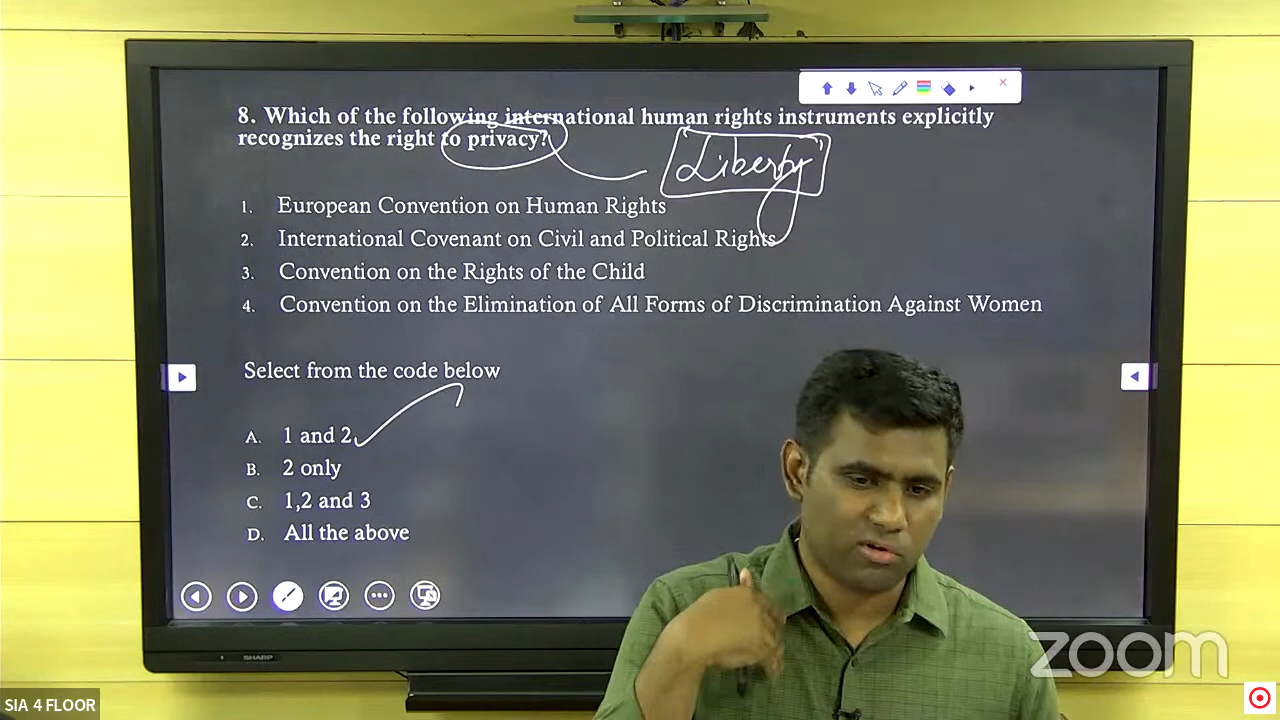 8. Which of the following international human rights instruments explicitly
recognizes the right to privacy?
"Liberty"
1. European Convention on Human Rights
2. International Covenant on Civil and Political Rights
3. Convention on the Rights of the Child
4. Convention on the Elimination of All Forms of Discrimination Against Women
Select from the code below
A. 1 and 2
B. 2 only
C. 1,2 and 3
D. All the above
SHARP
zoom
SIA 4 FLOOR